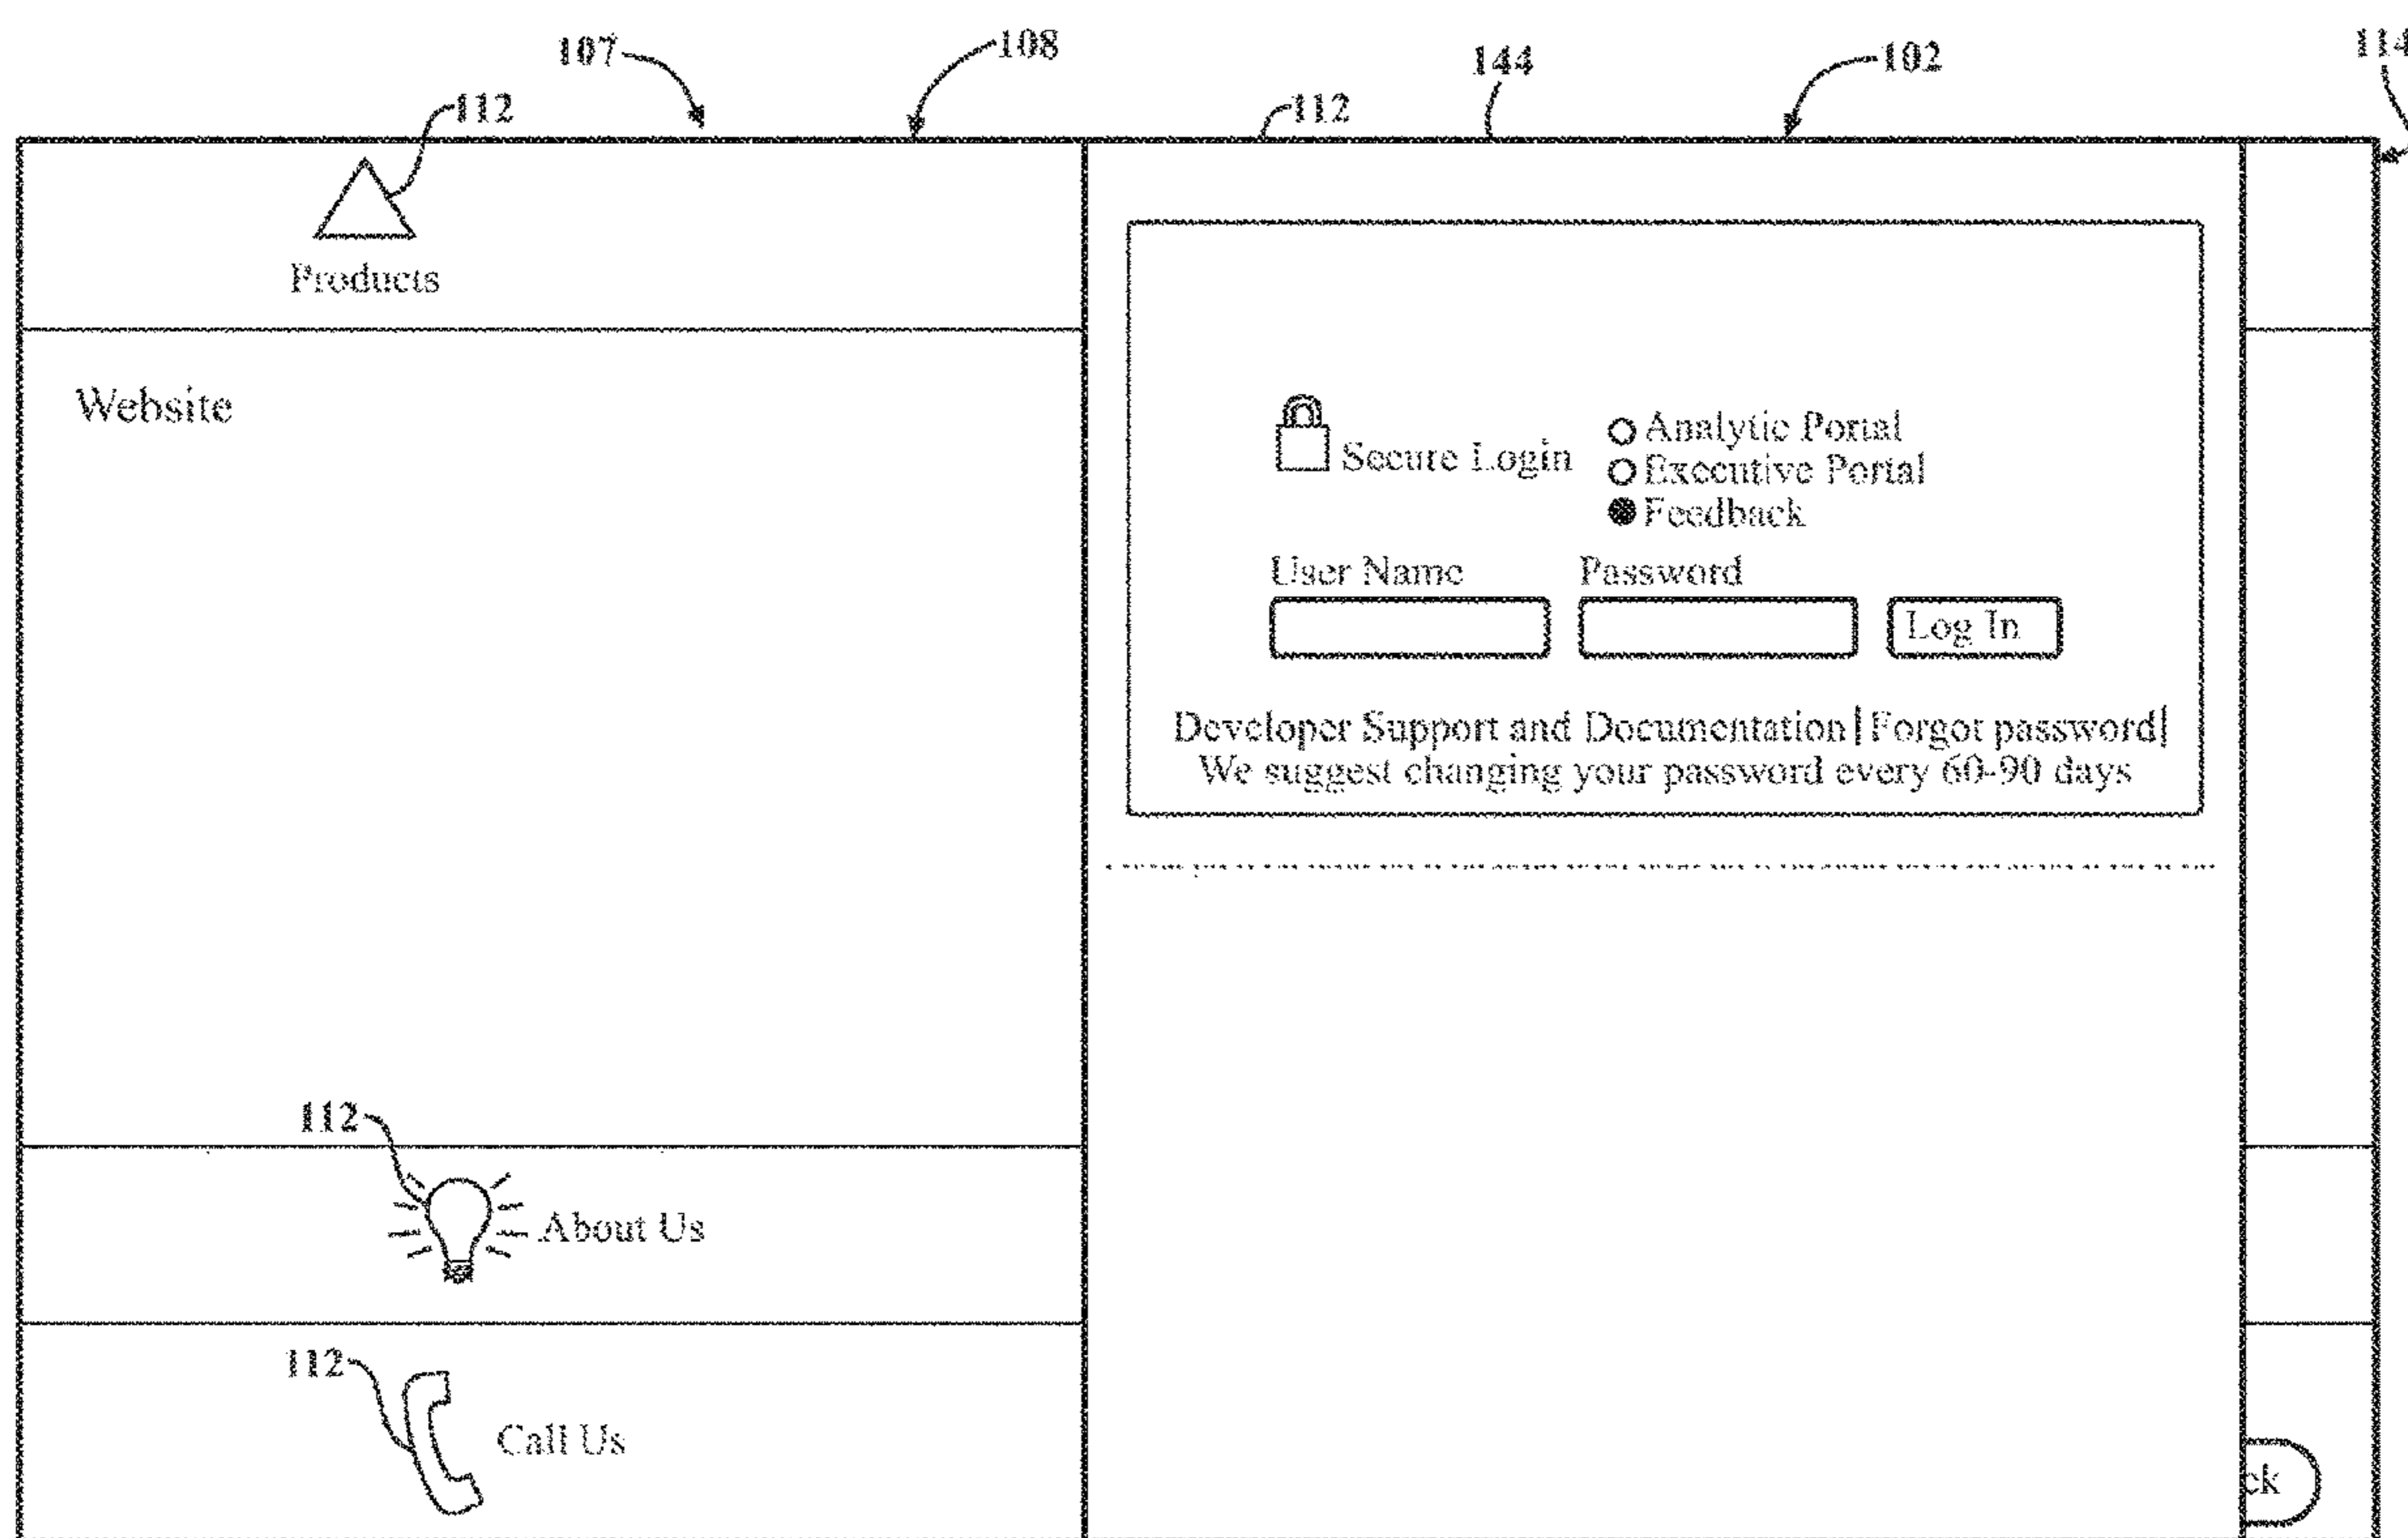 107
108
144
102
114
112
112
Products
Website
Secure Login
Analytic Portal
Executive Portal
Feedback
User Name
Password
Log In
Developer Support and Documentation| Forgot password|
We suggest changing your password every 60-90 days
112
About Us
112
Call Us
ck